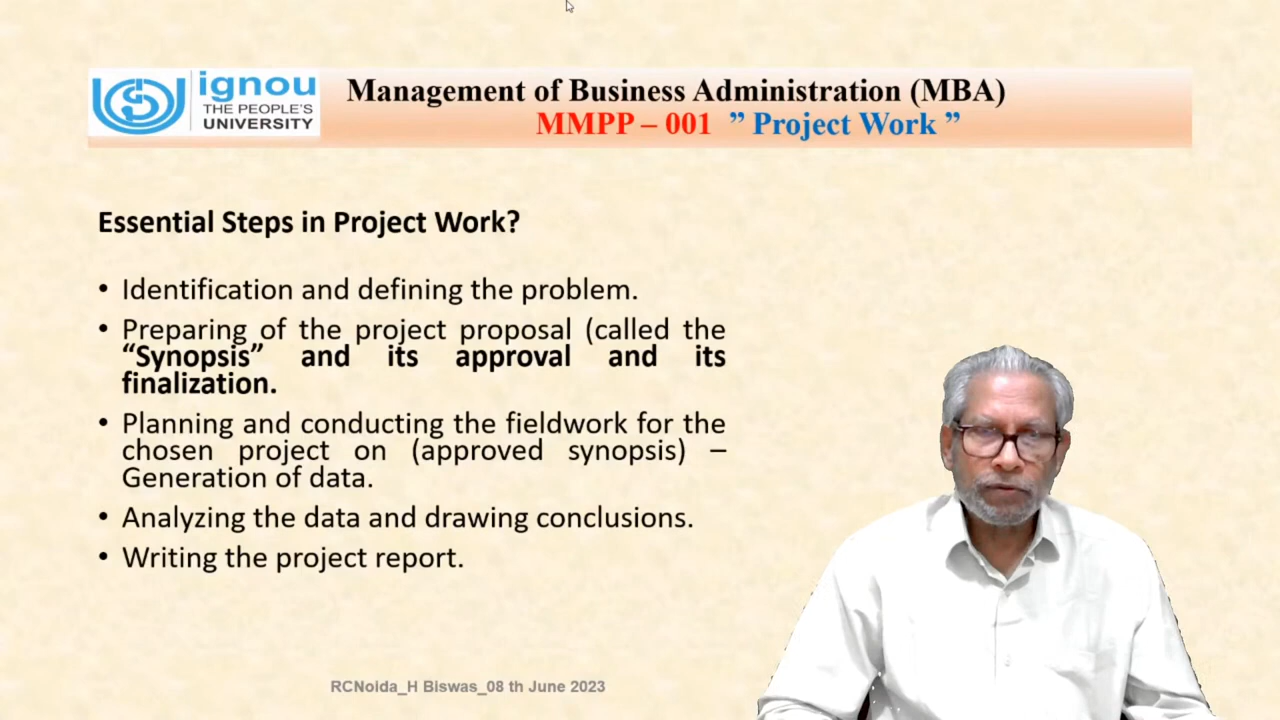 ignou
THE PEOPLE'S
UNIVERSITY
Management of Business Administration (MBA)
MMPP – 001 ” Project Work ”
Essential Steps in Project Work?
• Identification and defining the problem.
• Preparing of the project proposal (called the
“Synopsis” and its approval and its
finalization.
• Planning and conducting the fieldwork for the
chosen project on (approved synopsis) –
Generation of data.
• Analyzing the data and drawing conclusions.
• Writing the project report.
RCNoida_H Biswas_08 th June 2023